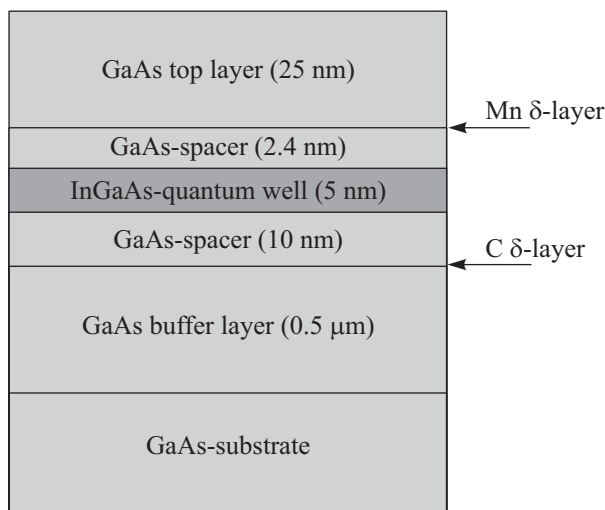 GaAs top layer (25 nm)
Mn δ-layer
GaAs-spacer (2.4 nm)
InGaAs-quantum well (5 nm)
GaAs-spacer (10 nm)
C δ-layer
GaAs buffer layer (0.5 μm)
GaAs-substrate